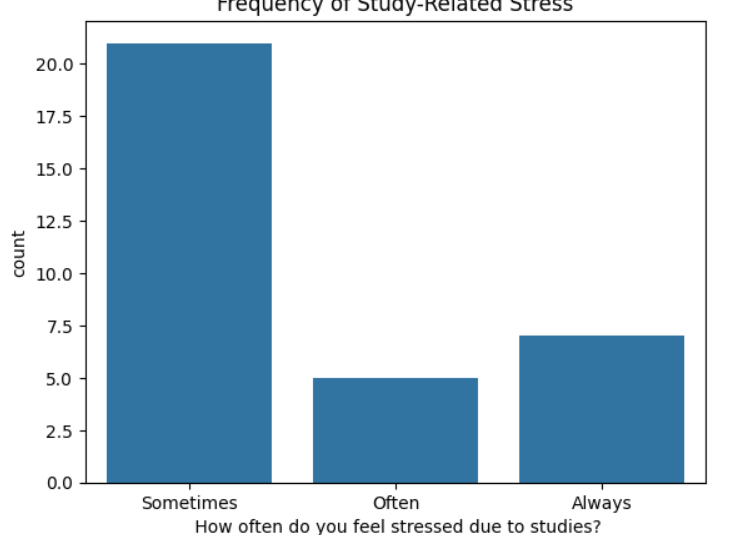 Frequency of Study-Related Stress
20.0
17.5
15.0
12.5
10.0
7.5
5.0
2.5
0.0
count
Sometimes Often Always
How often do you feel stressed due to studies?